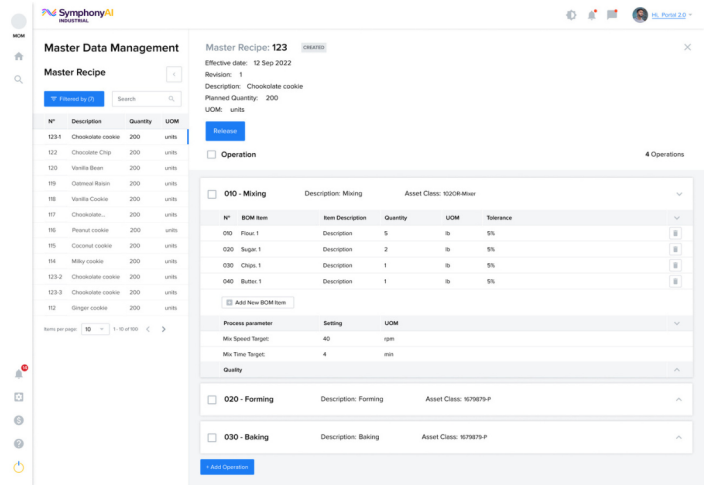 SymphonyAI
INDUSTRIAL
Hi, Portal 2.0
MOM
Master Data Management
Master Recipe
Filtered by (7)
Search
N° Description Quantity UOM
123-1 Chookolate cookie 200 units
122 Chocolate Chip 200 units
120 Vanilla Bean 200 units
119 Oatmeal Raisin 200 units
118 Vanilla Cookie 200 units
117 Chookolate... 200 units
116 Peanut cookie 200 units
115 Coconut cookie 200 units
114 Milky cookie 200 units
123-2 Chookolate cookie 200 units
123-3 Chookolate cookie 200 units
112 Ginger cookie 200 units
Items per page 10 1 - 10 of 100
14
Master Recipe: 123 CREATED
Effective date: 12 Sep 2022
Revision: 1
Description: Chookolate cookie
Planned Quantity: 200
UOM: units
Release
Operation 4 Operations
010 - Mixing Description: Mixing Asset Class: 102OR-Mixer
N° BOM Item Item Description Quantity UOM Tolerance
010 Flour. 1 Description 5 lb 5%
020 Sugar. 1 Description 2 lb 5%
030 Chips. 1 Description 1 lb 5%
040 Butter. 1 Description 1 lb 5%
Add New BOM Item
Process parameter Setting UOM
Mix Speed Target: 40 rpm
Mix Time Target: 4 min
Quality
020 - Forming Description: Forming Asset Class: 1679879-P
030 - Baking Description: Baking Asset Class: 1679879-P
+ Add Operation